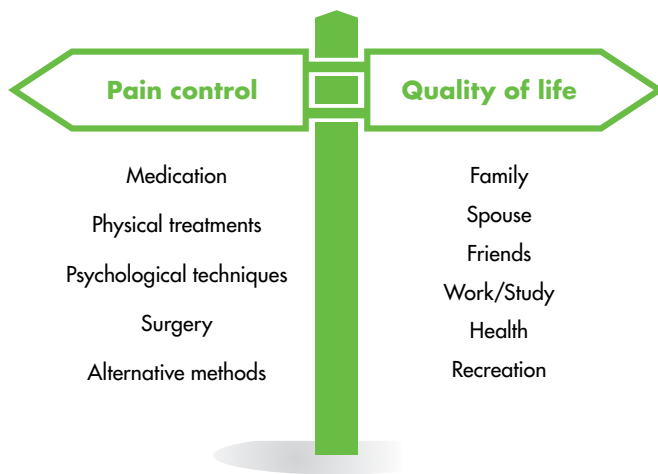 Pain control
Medication
Physical treatments
Psychological techniques
Surgery
Alternative methods
Quality of life
Family
Spouse
Friends
Work/Study
Health
Recreation